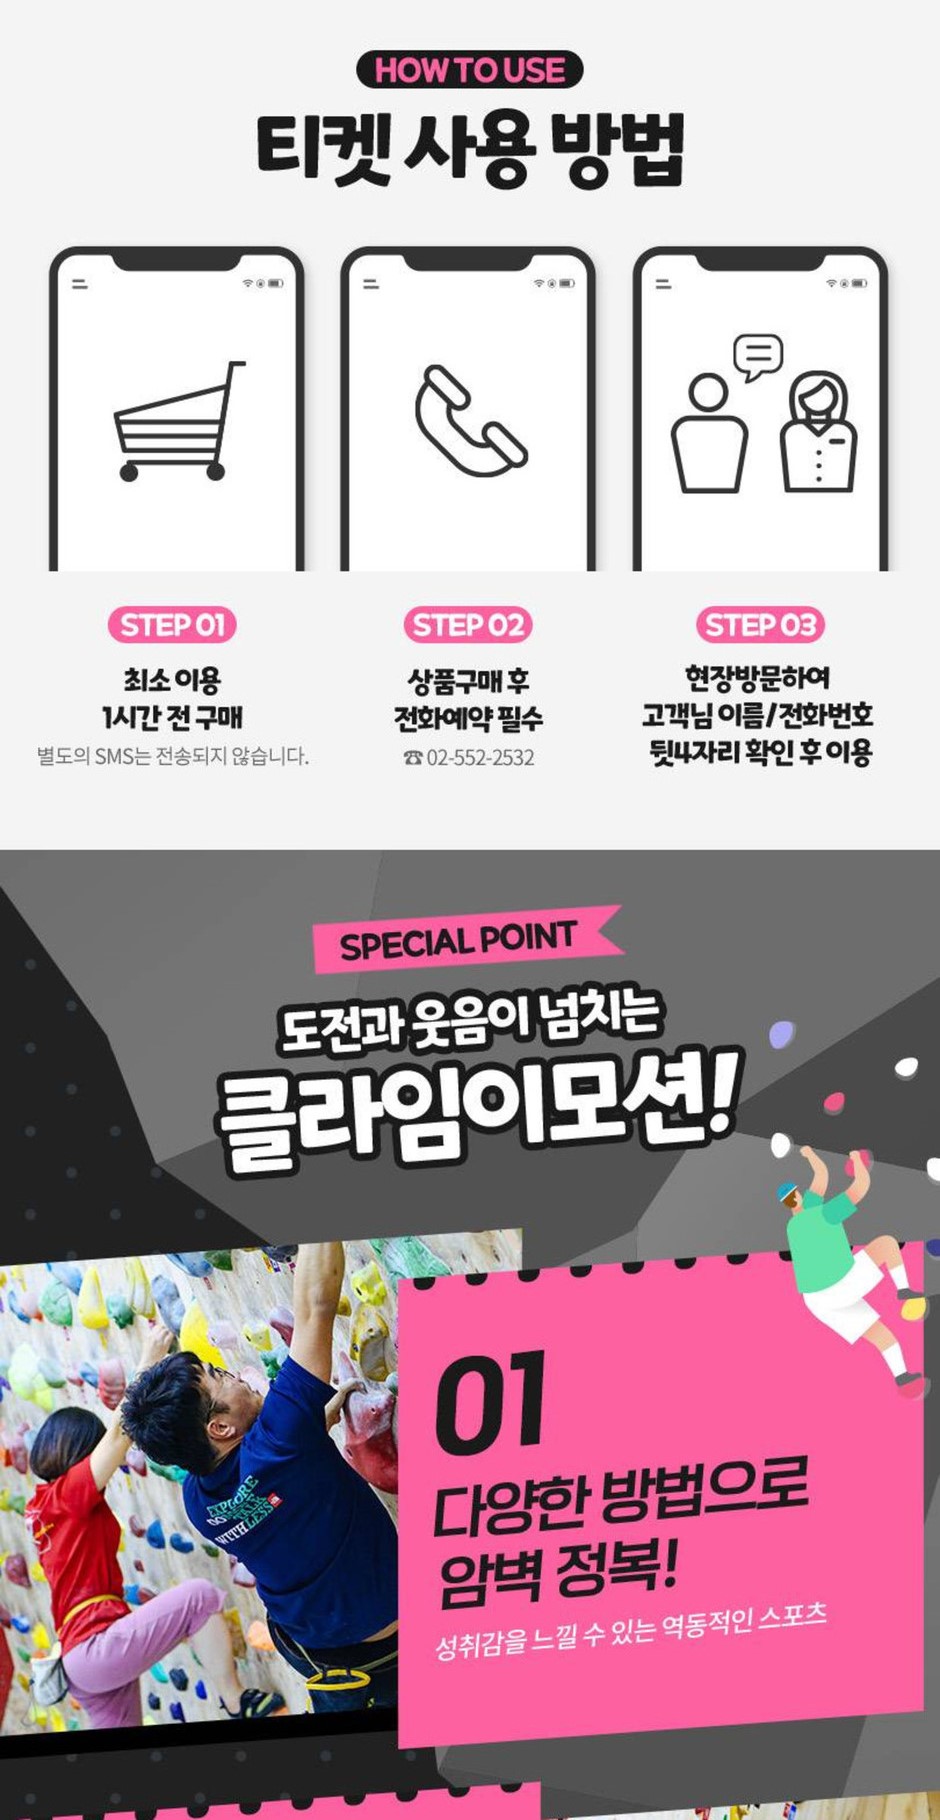 HOW TO USE
티켓 사용 방법
STEP 01
최소 이용
1시간 전 구매
별도의 SMS는 전송되지 않습니다.
STEP 02
상품구매 후
전화예약 필수
☎ 02-552-2532
STEP 03
현장방문하여
고객님 이름/전화번호
뒷4자리 확인 후 이용
SPECIAL POINT
도전과 웃음이 넘치는
클라임이모션!
01
다양한 방법으로
암벽 정복!
성취감을 느낄 수 있는 역동적인 스포츠
EXPLORE
WITH LESS